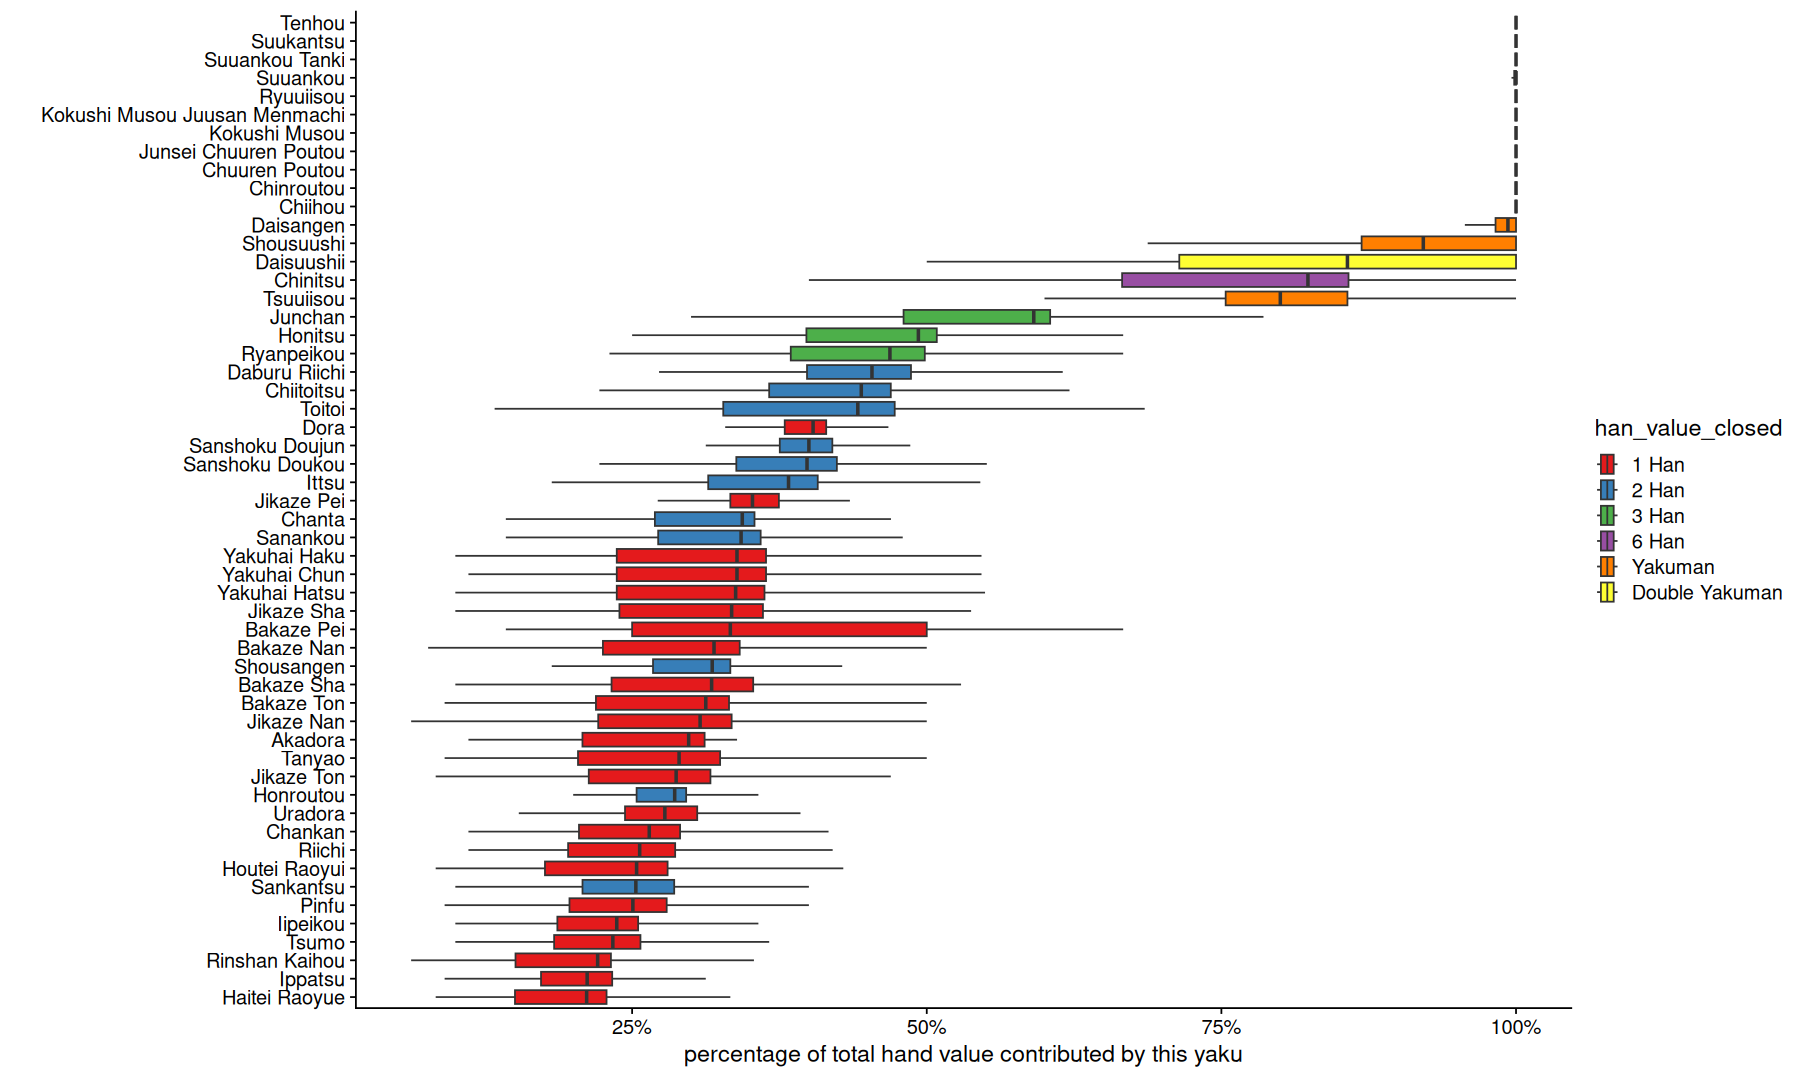 Tenhou
Suukantsu
Suuankou Tanki
Suuankou
Ryuuiisou
Kokushi Musou Juusan Menmachi
Kokushi Musou
Junsei Chuuren Poutou
Chuuren Poutou
Chinroutou
Chiihou
Daisangen
Shousuushi
Daisuushii
Chinitsu
Tsuuiisou
Junchan
Honitsu
Ryanpeikou
Daburu Riichi
Chiitoitsu
Toitoi
Dora
Sanshoku Doujun
Sanshoku Doukou
Ittsu
Jikaze Pei
Chanta
Sanankou
Yakuhai Haku
Yakuhai Chun
Yakuhai Hatsu
Jikaze Sha
Bakaze Pei
Bakaze Nan
Shousangen
Bakaze Sha
Bakaze Ton
Jikaze Nan
Akadora
Tanyao
Jikaze Ton
Honroutou
Uradora
Chankan
Riichi
Houtei Raoyui
Sankantsu
Pinfu
Iipeikou
Tsumo
Rinshan Kaihou
Ippatsu
Haitei Raoyue
25% 50% 75% 100%
percentage of total hand value contributed by this yaku
han_value_closed
1 Han
2 Han
3 Han
6 Han
Yakuman
Double Yakuman